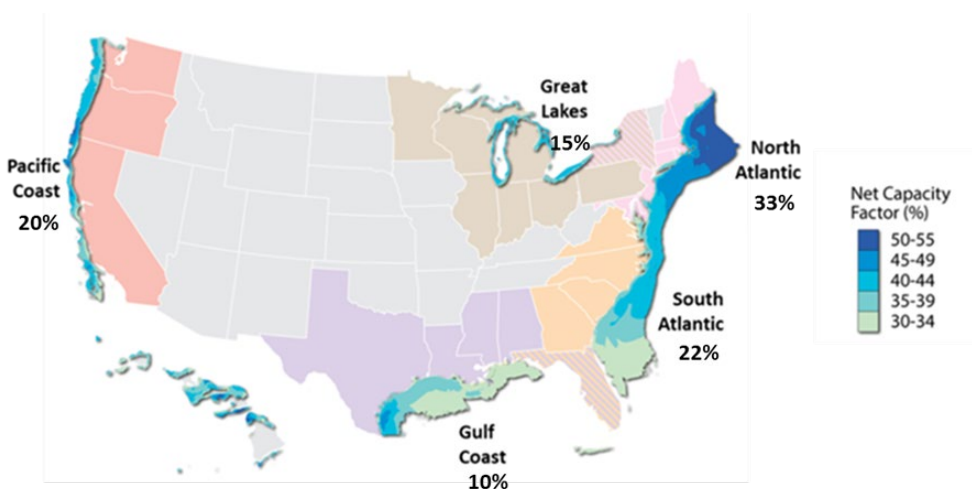 Great
Lakes
15%
North
Atlantic
33%
Pacific
Coast
20%
Net Capacity
Factor (%)
50-55
45-49
40-44
35-39
30-34
South
Atlantic
22%
Gulf
Coast
10%